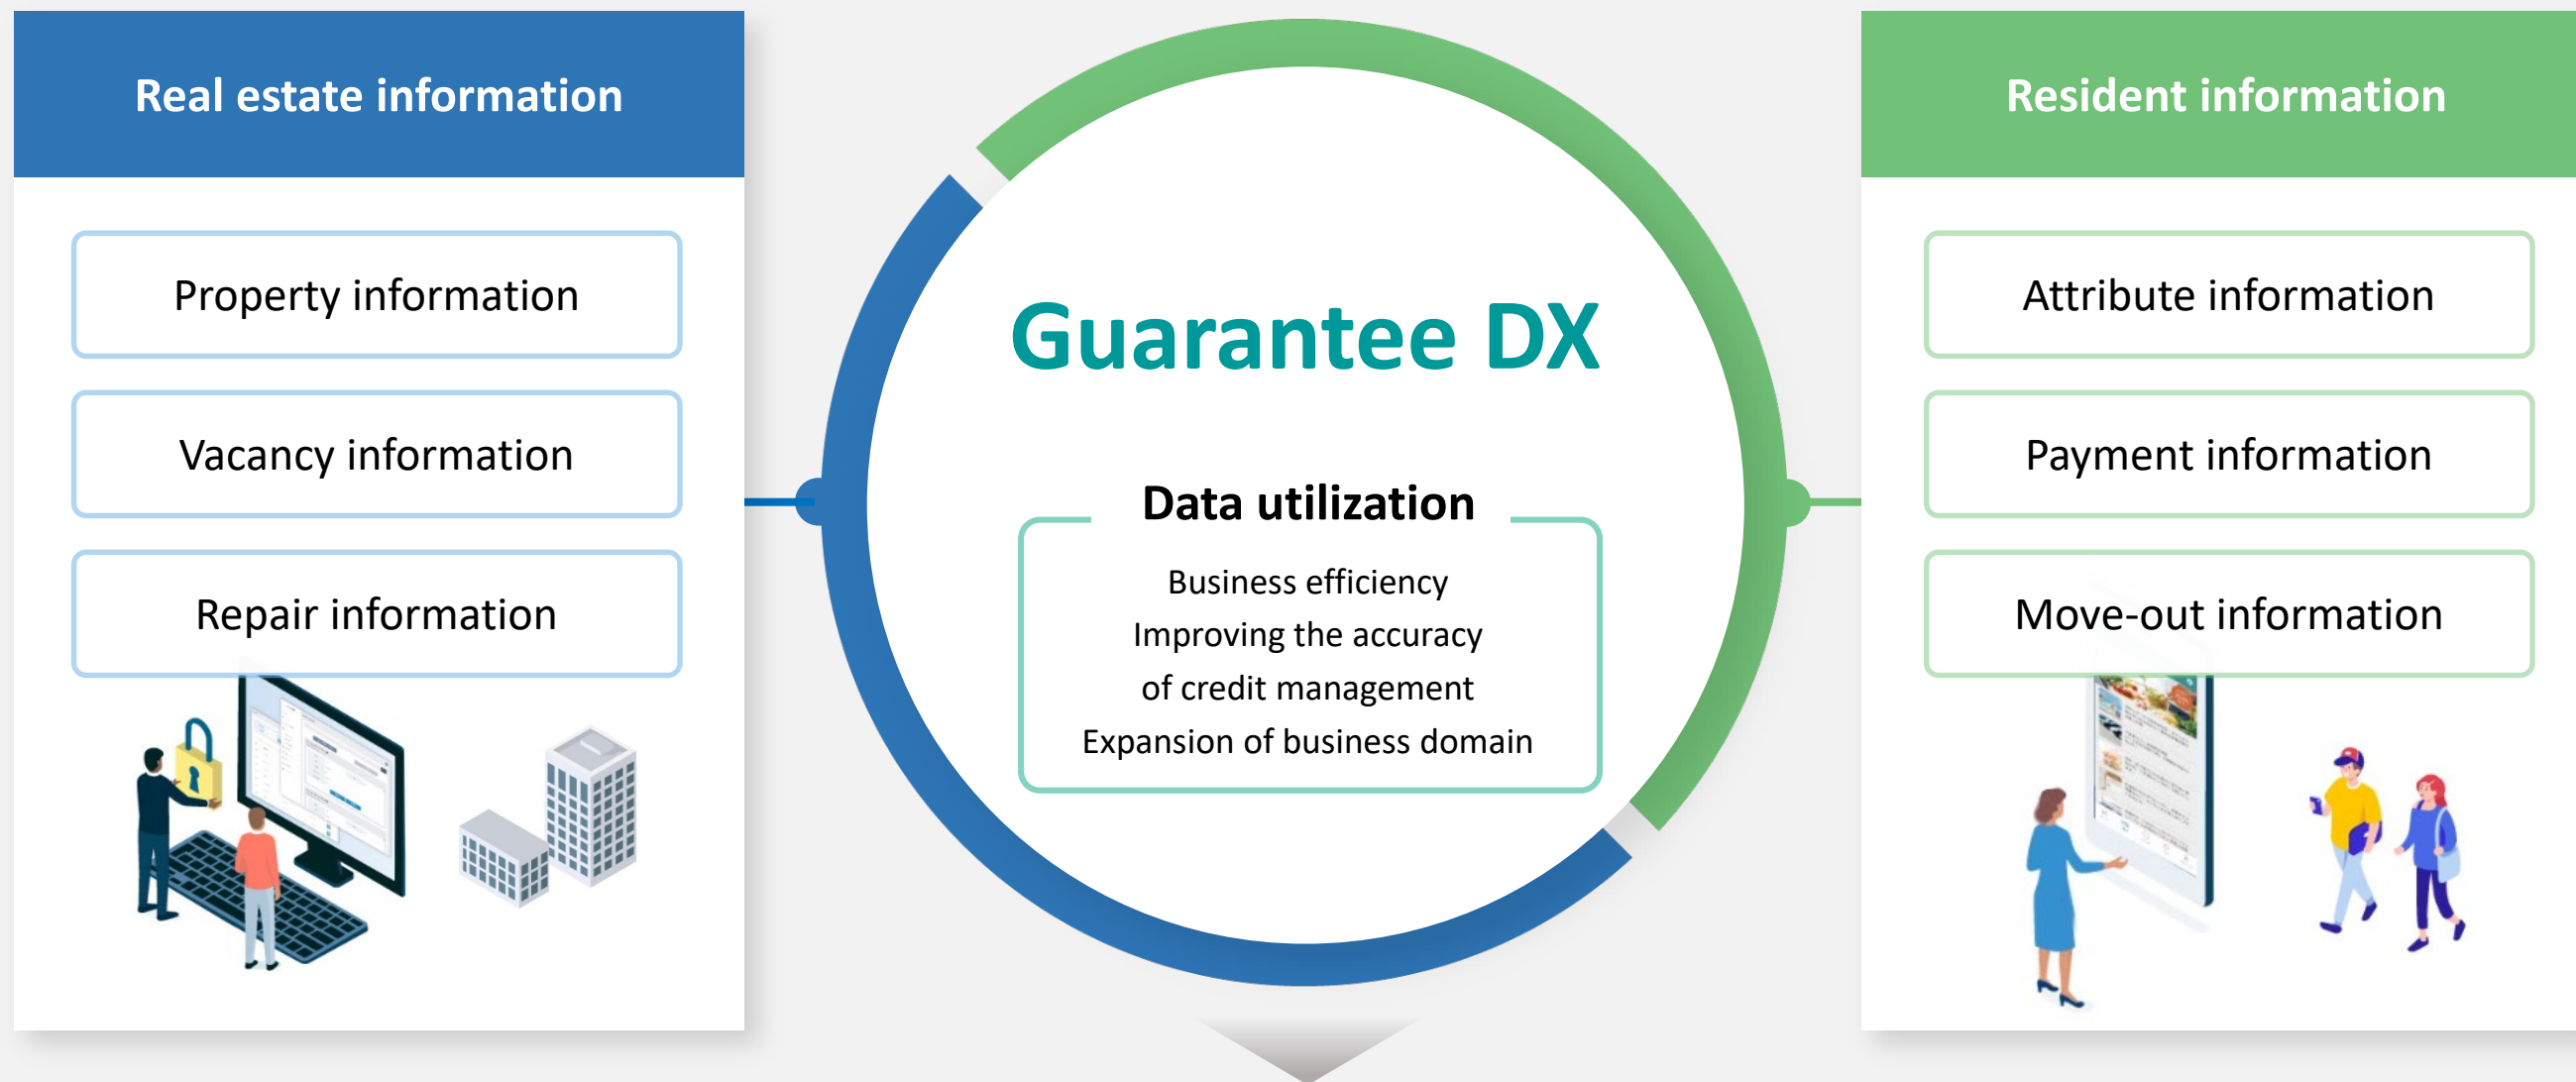 Real estate information
Property information
Vacancy information
Repair information
Guarantee DX
Data utilization
Business efficiency
Improving the accuracy
of credit management
Expansion of business domain
Resident information
Attribute information
Payment information
Move-out information